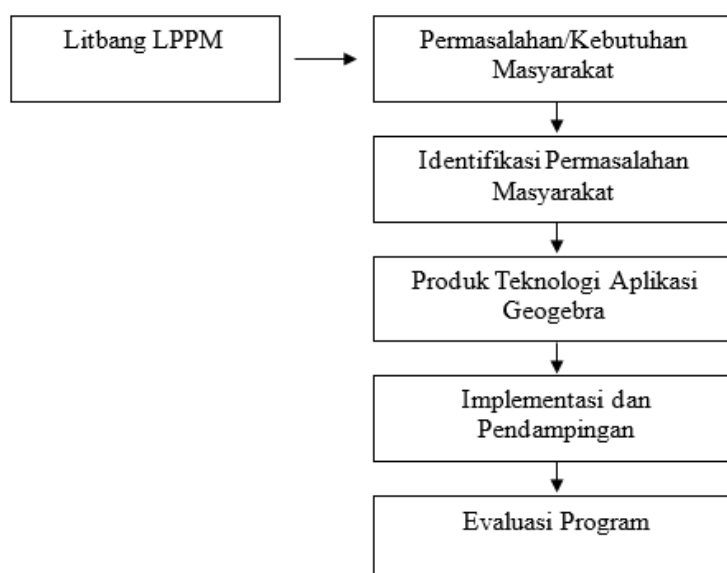 Litbang LPPM
Permasalahan/Kebutuhan
Masyarakat
Identifikasi Permasalahan
Masyarakat
Produk Teknologi Aplikasi
Geogebra
Implementasi dan
Pendampingan
Evaluasi Program